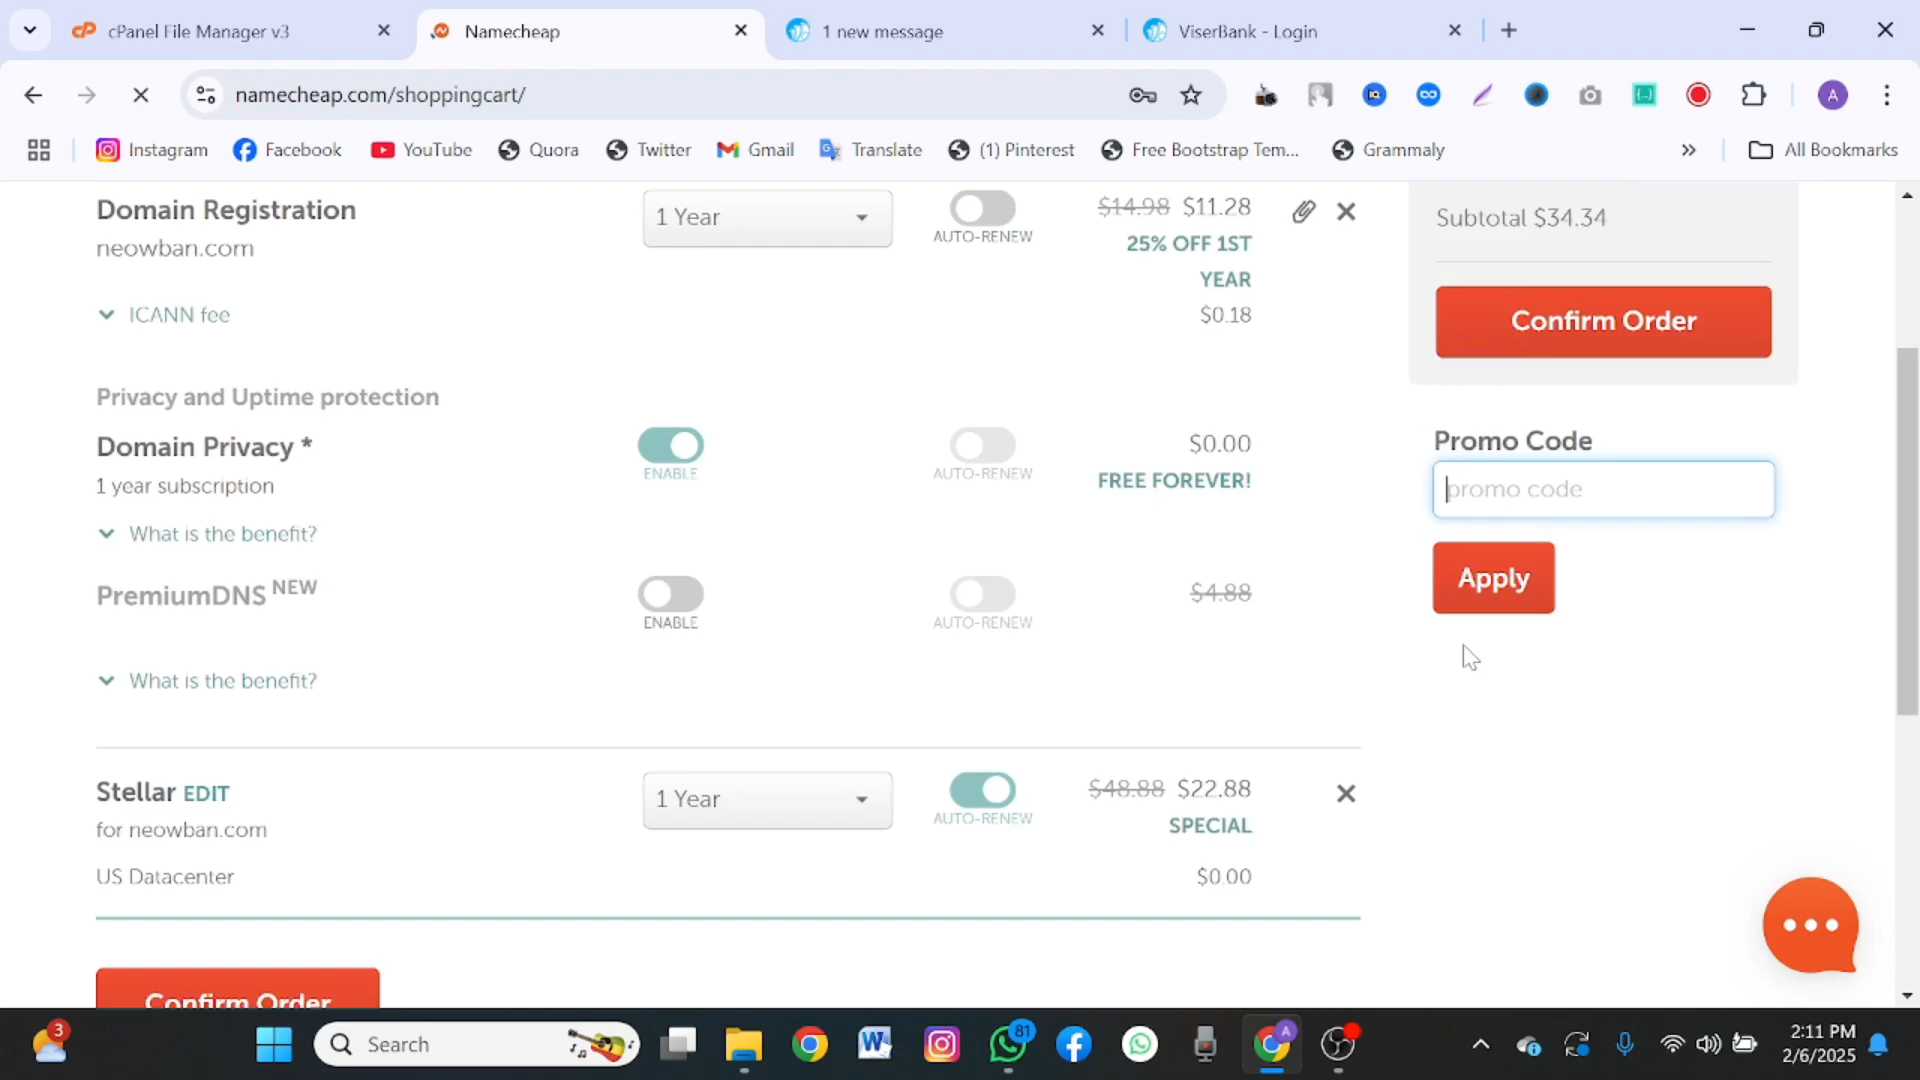 cPanel File Manager v3
Namecheap
1 new message
ViserBank - Login
namecheap.com/shoppingcart/
A
Instagram
Facebook
YouTube
Quora
Twitter
Gmail
Translate
(1) Pinterest
Free Bootstrap Tem...
Grammaly
All Bookmarks
Domain Registration
neowban.com
1 Year
AUTO-RENEW
$14.98 $11.28
25% OFF 1ST
YEAR
ICANN fee
$0.18
Privacy and Uptime protection
Domain Privacy *
1 year subscription
ENABLE
AUTO-RENEW
$0.00
FREE FOREVER!
What is the benefit?
PremiumDNS NEW
ENABLE
AUTO-RENEW
$4.88
What is the benefit?
Stellar EDIT
for neowban.com
US Datacenter
1 Year
AUTO-RENEW
$48.88 $22.88
SPECIAL
$0.00
Confirm Order
Subtotal $34.34
Confirm Order
Promo Code
promo code
Apply
3
Search
81
A
2:11 PM
2/6/2025